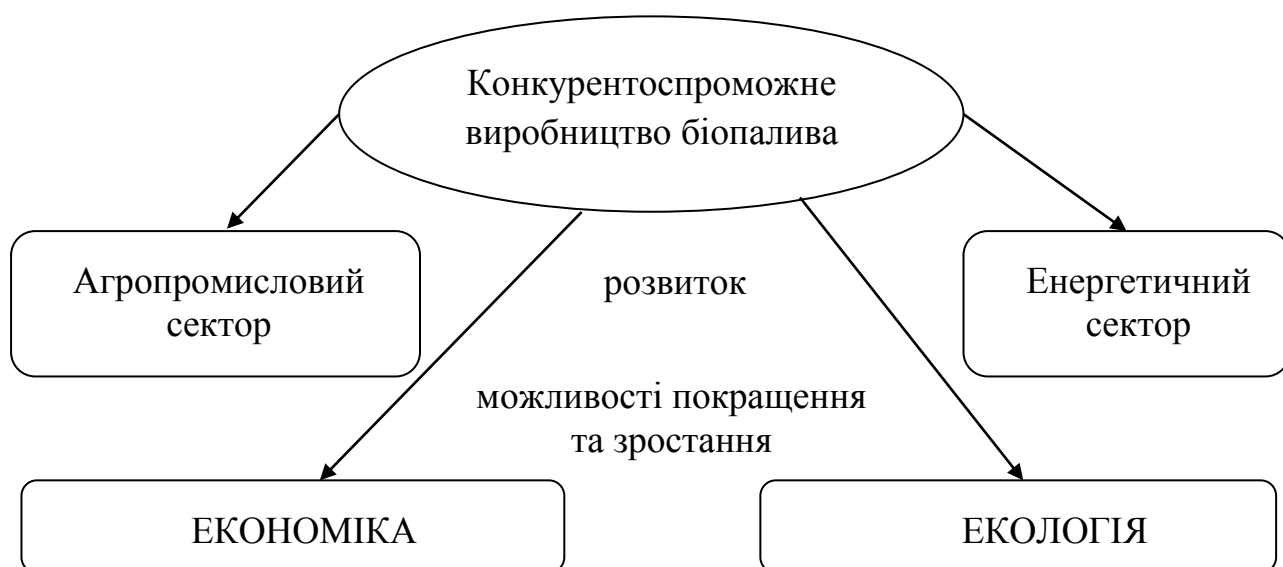 Конкурентоспроможне
виробництво біопалива
Агропромисловий
сектор
розвиток
Енергетичний
сектор
можливості покращення
та зростання
ЕКОНОМІКА
ЕКОЛОГІЯ